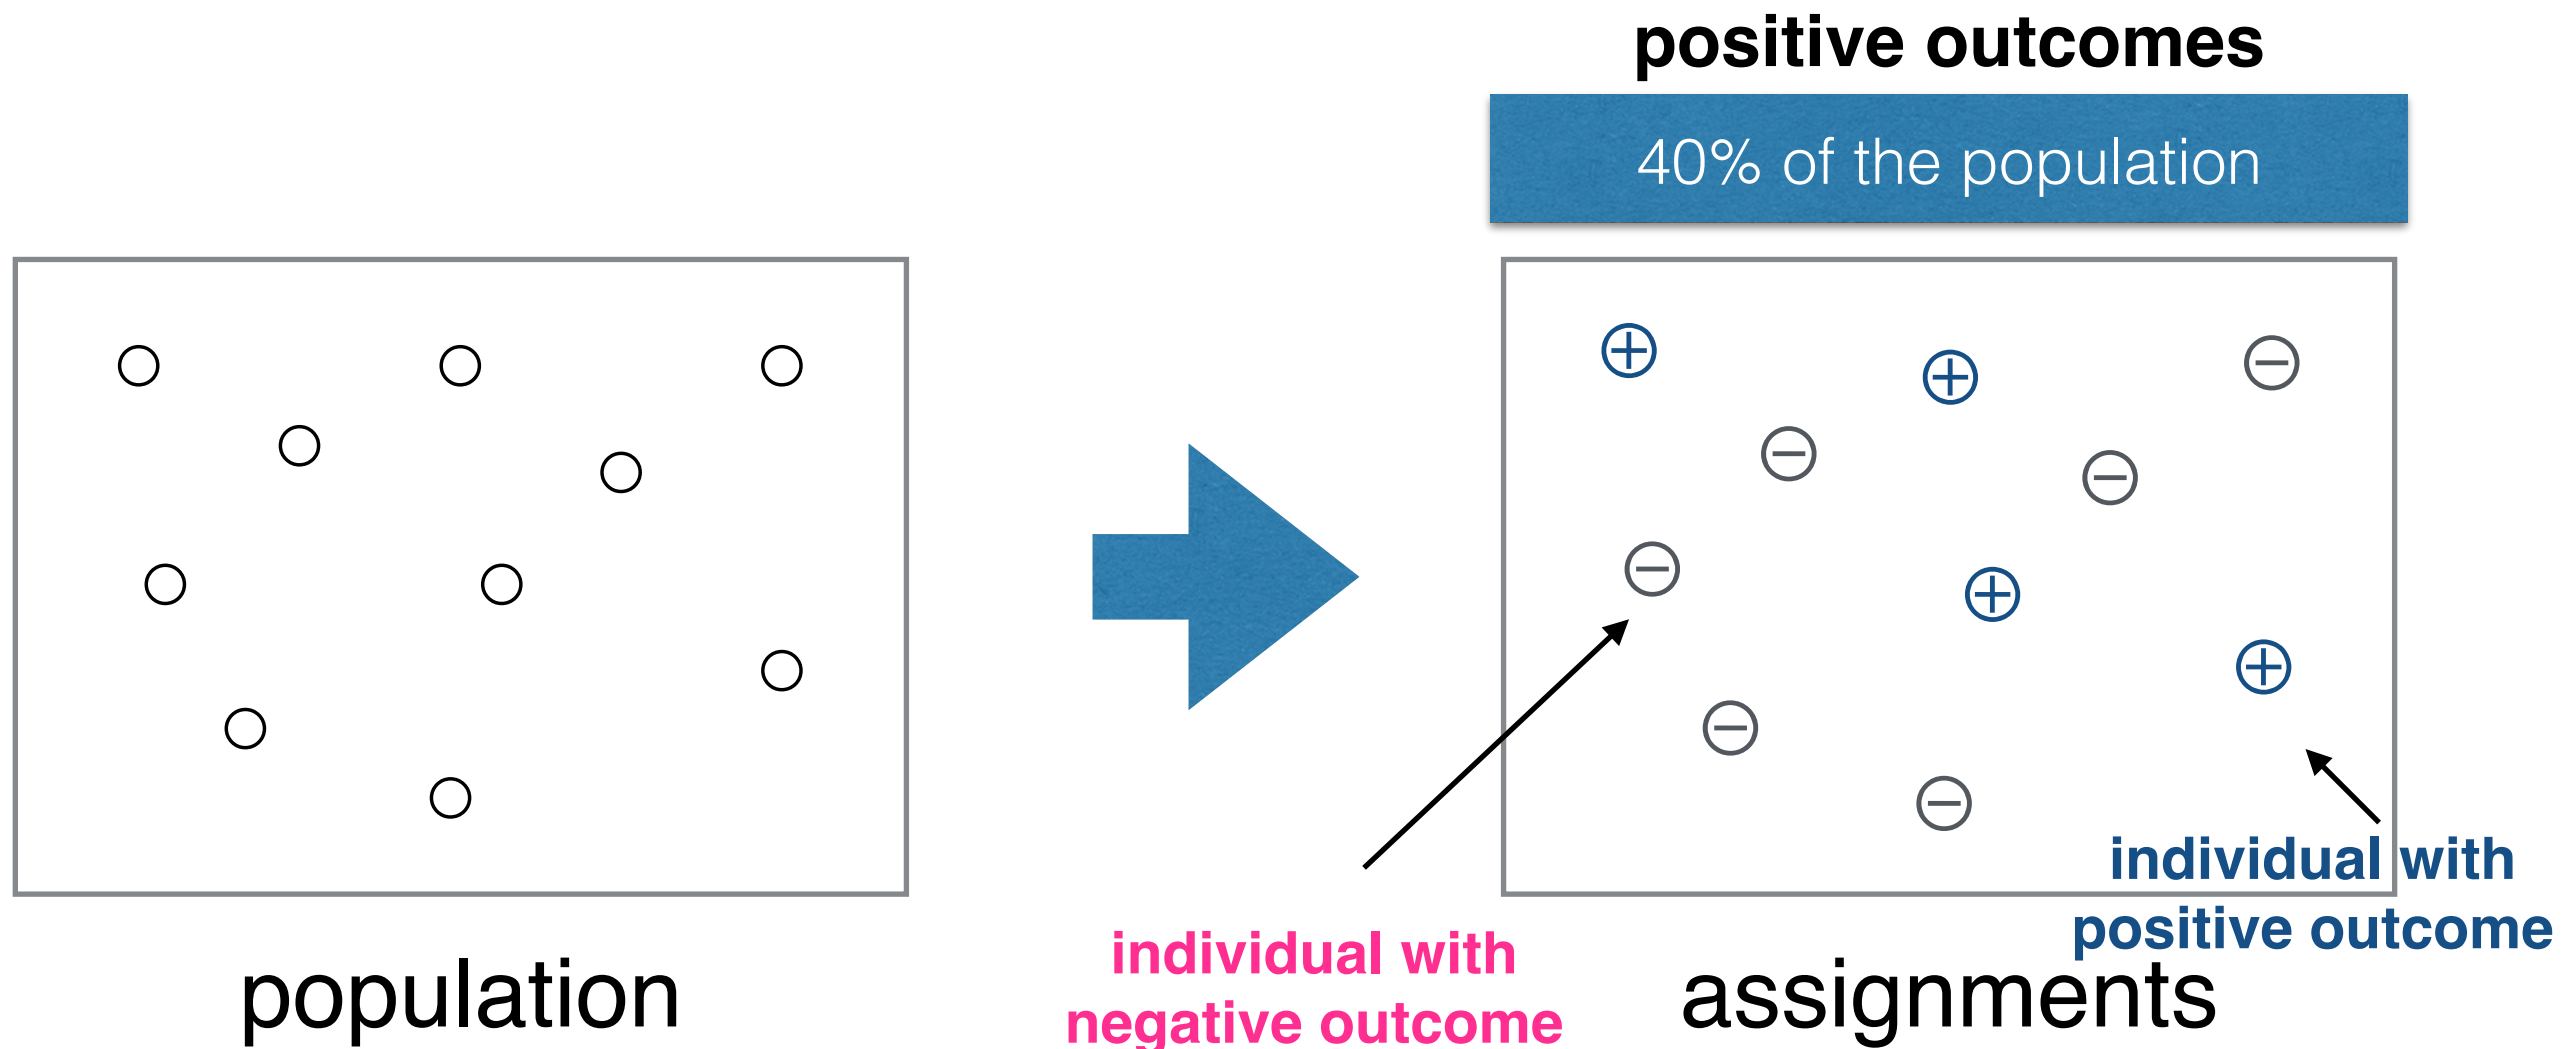 positive outcomes
40% of the population
individual with
positive outcome
individual with
negative outcome
population
assignments